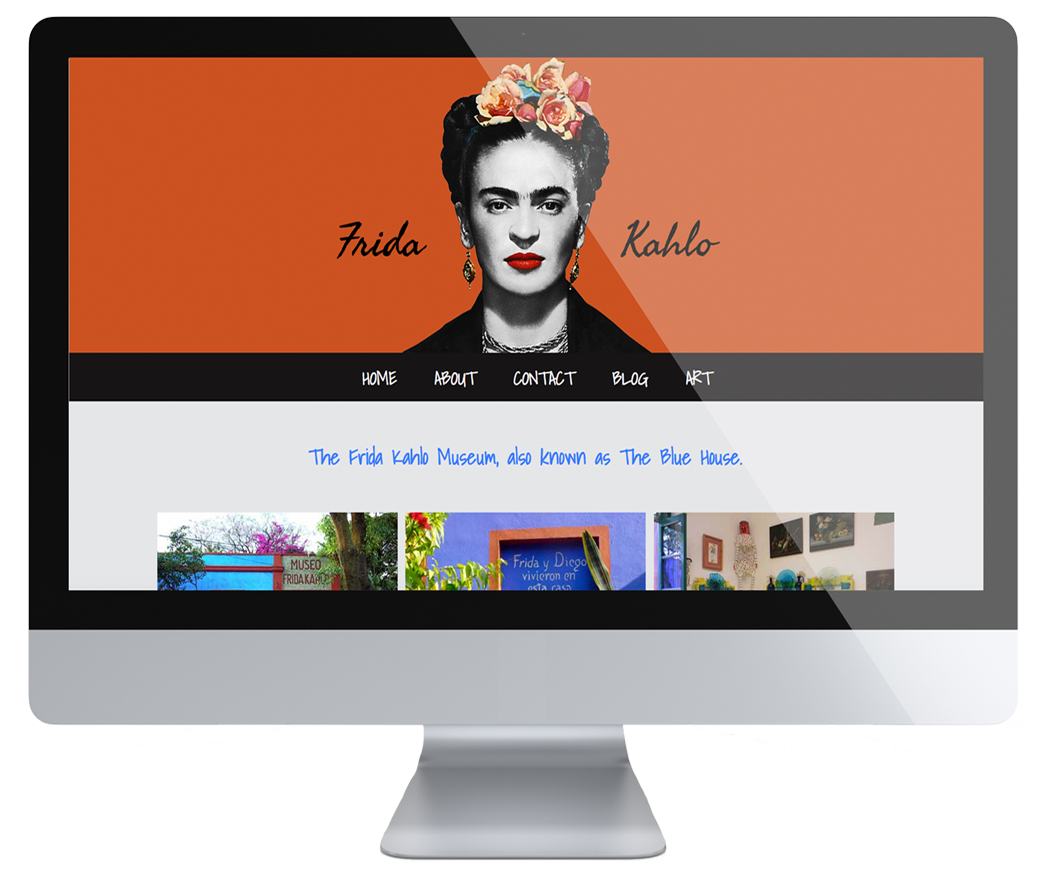 Frida Kahlo
HOME ABOUT CONTACT BLOG ART
The Frida Kahlo Museum, also known as The Blue House.
MUSEO
FRIDA KAHLO
Frida y Diego
vivieron en
esta casa